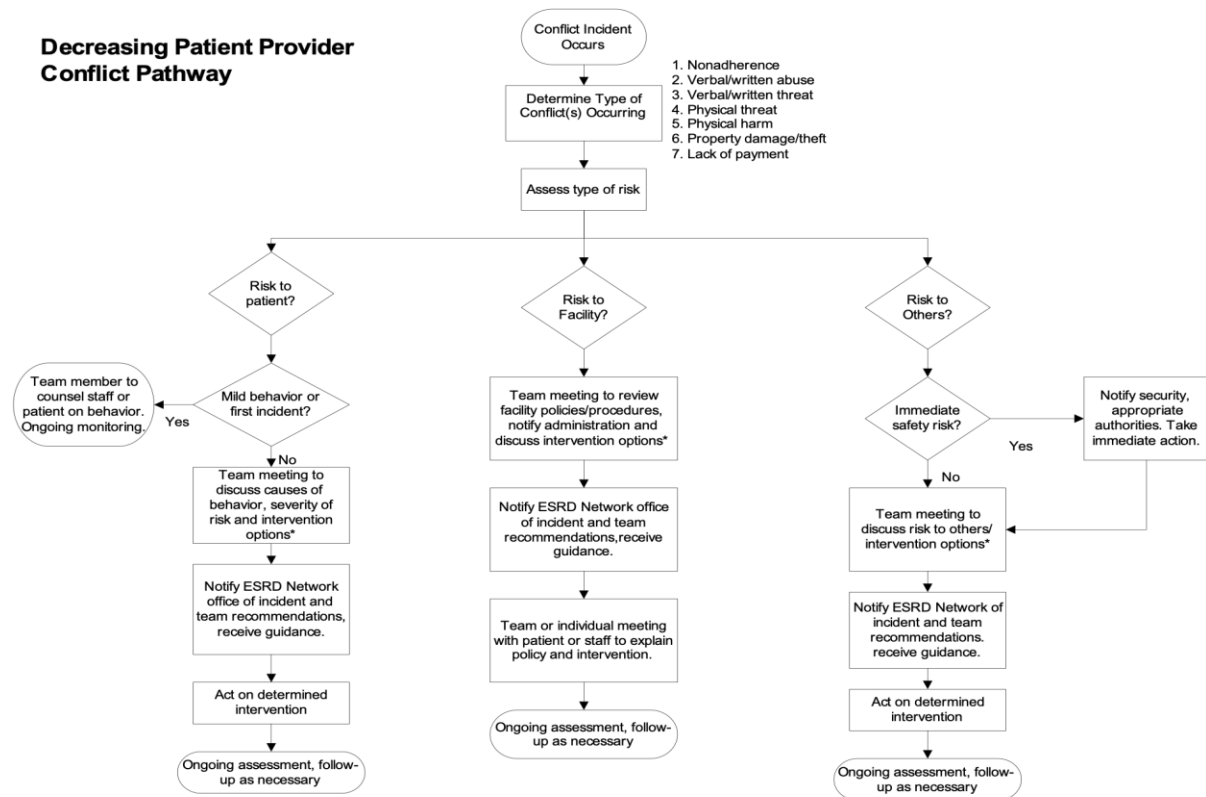 Decreasing Patient Provider
Conflict Pathway
Conflict Incident
Occurs
1. Nonadherence
2. Verbal/written abuse
3. Verbal/written threat
4. Physical threat
5. Physical harm
6. Property damage/theft
7. Lack of payment
Determine Type of
Conflict(s) Occurring
Assess type of risk
Risk to
patient?
Mild behavior or
first incident?
Yes
Team member to
counsel staff or
patient on behavior.
Ongoing monitoring.
No
Team meeting to
discuss causes of
behavior, severity of
risk and intervention
options*
Notify ESRD Network
office of incident and
team recommendations,
receive guidance.
Act on determined
intervention
Ongoing assessment, follow-
up as necessary
Risk to
Facility?
Team meeting to review
facility policies/procedures,
notify administration and
discuss intervention options*
Notify ESRD Network office
of incident and team
recommendations,receive
guidance.
Team or individual meeting
with patient or staff to explain
policy and intervention.
Ongoing assessment, follow-
up as necessary
Risk to
Others?
Immediate
safety risk?
Yes
Notify security,
appropriate
authorities. Take
immediate action.
No
Team meeting to
discuss risk to others/
intervention options*
Notify ESRD Network of
incident and team
recommendations.
receive guidance.
Act on determined
intervention
Ongoing assessment, follow-
up as necessary